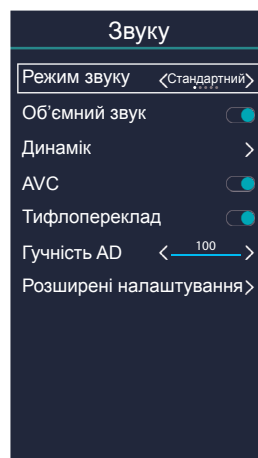 Звуку
Режим звуку Стандартний
Об'ємний звук
Динамік
AVC
Тифлопереклад
Гучність AD 100
Розширені налаштування